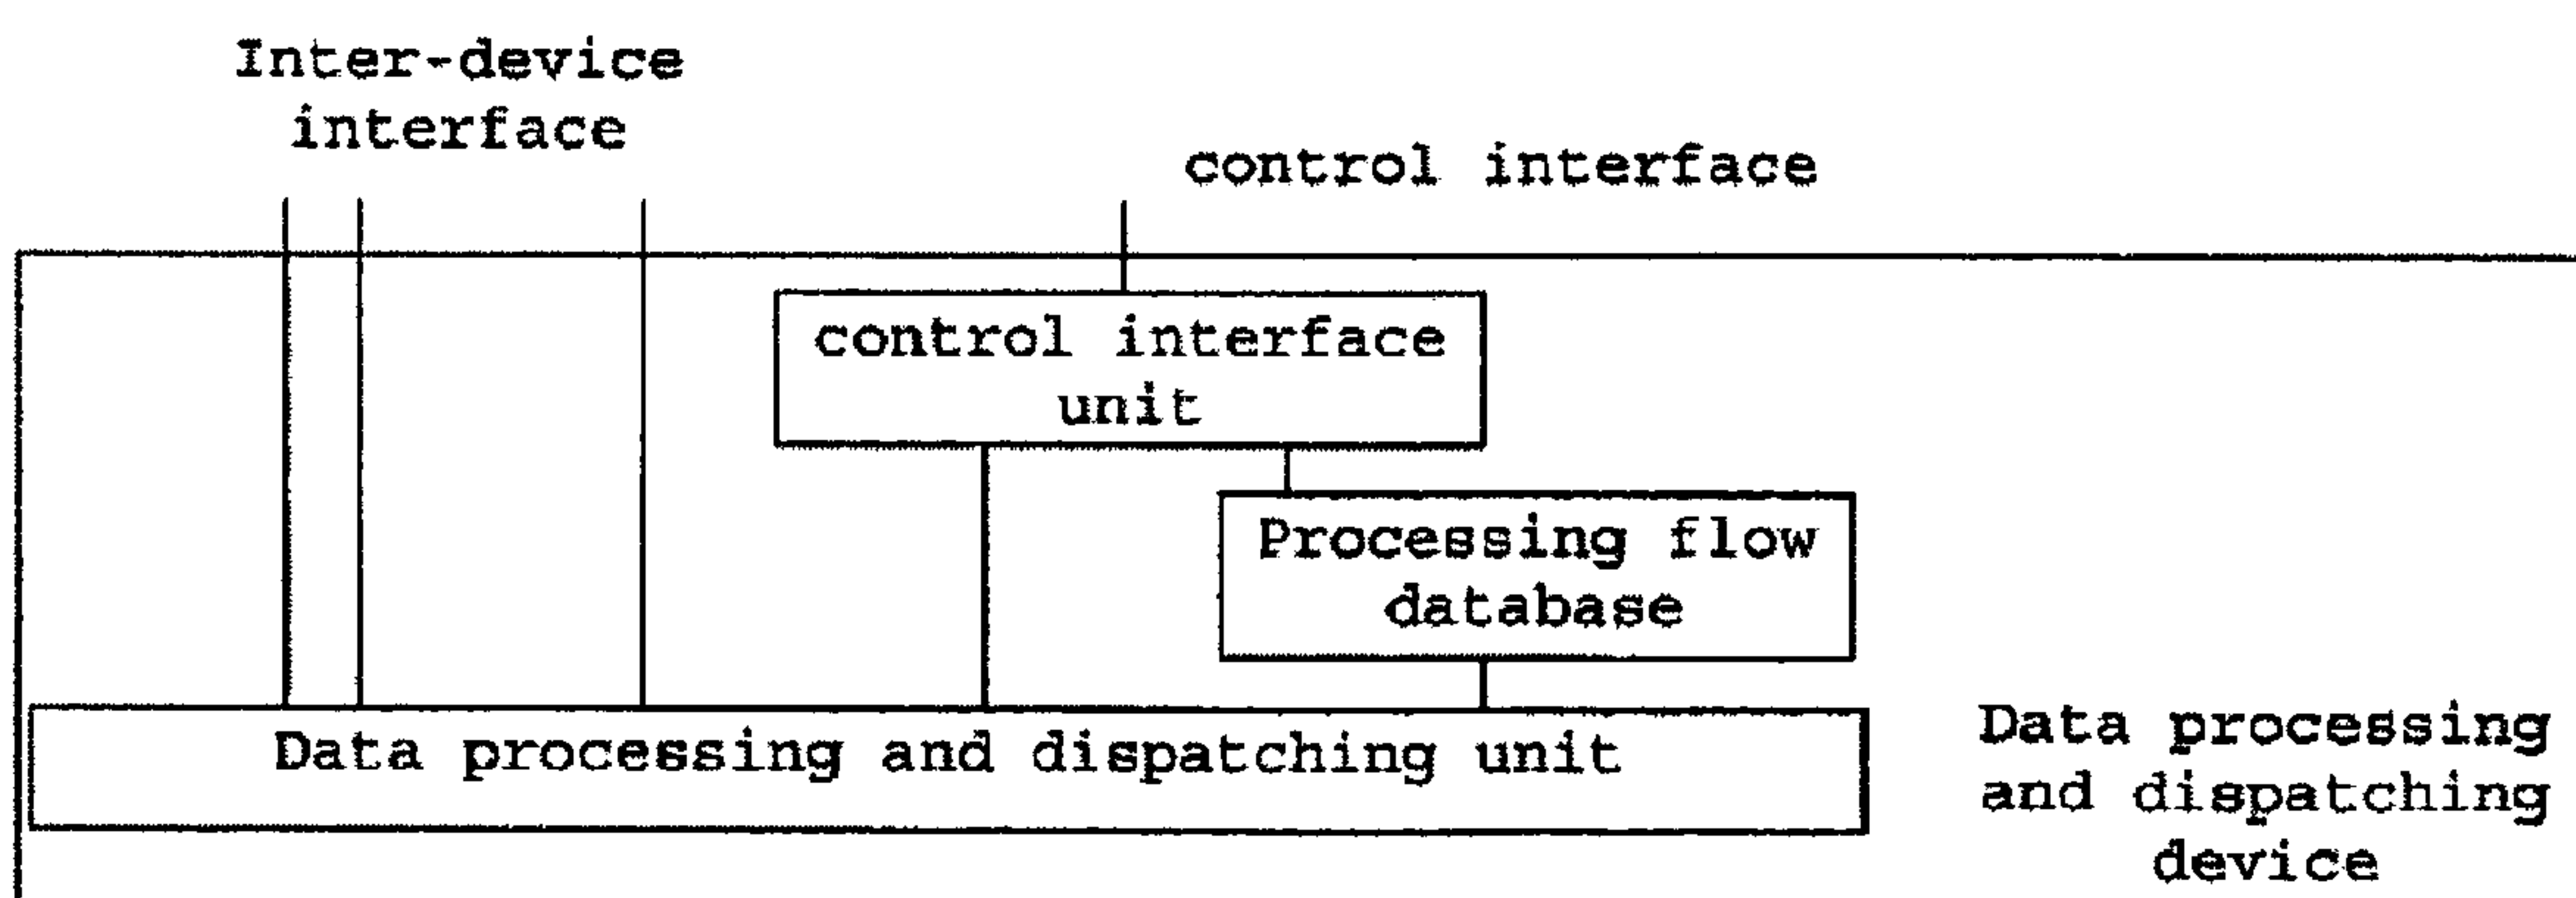 Inter-device
interface
control interface
control interface
unit
Processing flow
database
Data processing and dispatching unit
Data processing
and dispatching
device